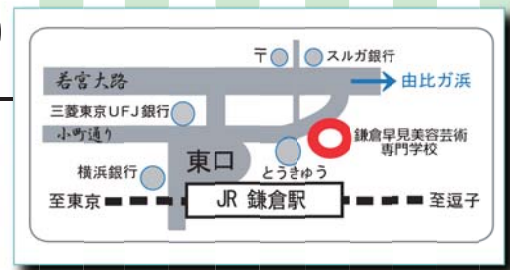 〒
スルガ銀行
若宮大路
由比ガ浜
三菱東京UFJ銀行
小町通り
鎌倉早見美容芸術
専門学校
横浜銀行
東口
とうきゅう
至東京
JR 鎌倉駅
至逗子